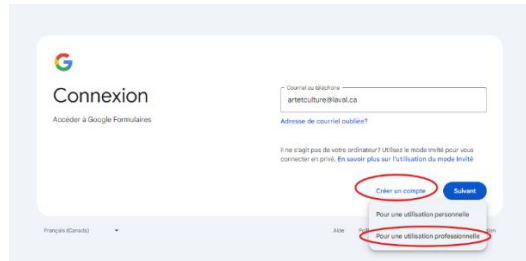 G
Connexion
Accéder à Google Formulaires
Courriel ou téléphone
artetculture@laval.ca
Adresse de courriel oubliée?
Il ne s'agit pas de votre ordinateur? Utilisez le mode Invité pour vous
connecter en privé. En savoir plus sur l'utilisation du mode Invité
Créer un compte
Suivant
Pour une utilisation personnelle
Pour une utilisation professionnelle
Français (Canada)
Aide